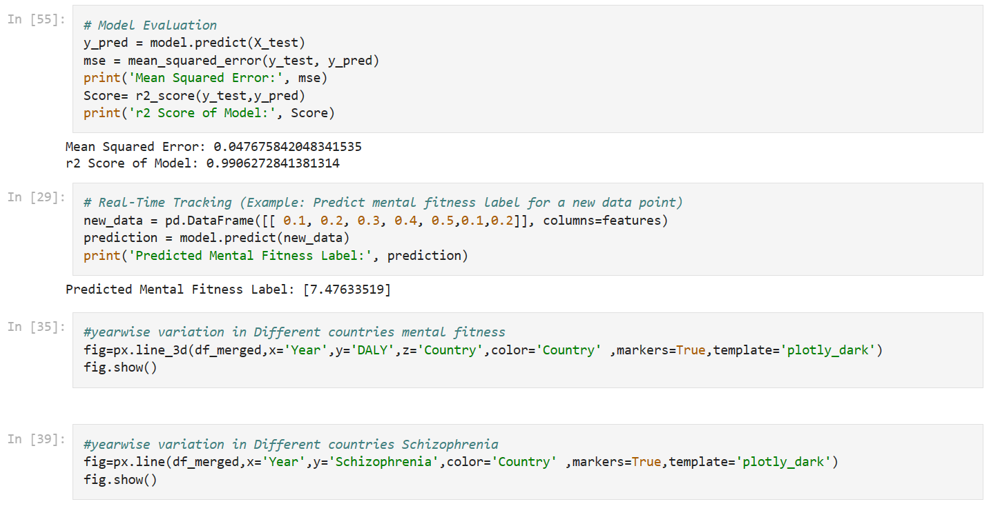 In [55]:
# Model Evaluation
y_pred = model.predict(X_test)
mse = mean_squared_error(y_test, y_pred)
print('Mean Squared Error:', mse)
Score= r2_score(y_test,y_pred)
print('r2 Score of Model:', Score)
Mean Squared Error: 0.047675842048341535
r2 Score of Model: 0.9906272841381314
In [29]:
# Real-Time Tracking (Example: Predict mental fitness label for a new data point)
new_data = pd.DataFrame([[ 0.1, 0.2, 0.3, 0.4, 0.5,0.1,0.2]], columns=features)
prediction = model.predict(new_data)
print('Predicted Mental Fitness Label:', prediction)
Predicted Mental Fitness Label: [7.47633519]
In [35]:
#yearwise variation in Different countries mental fitness
fig=px.line_3d(df_merged,x='Year',y='DALY',z='Country',color='Country' ,markers=True,template='plotly_dark')
fig.show()
In [39]:
#yearwise variation in Different countries Schizophrenia
fig=px.line(df_merged,x='Year',y='Schizophrenia',color='Country' ,markers=True,template='plotly_dark')
fig.show()